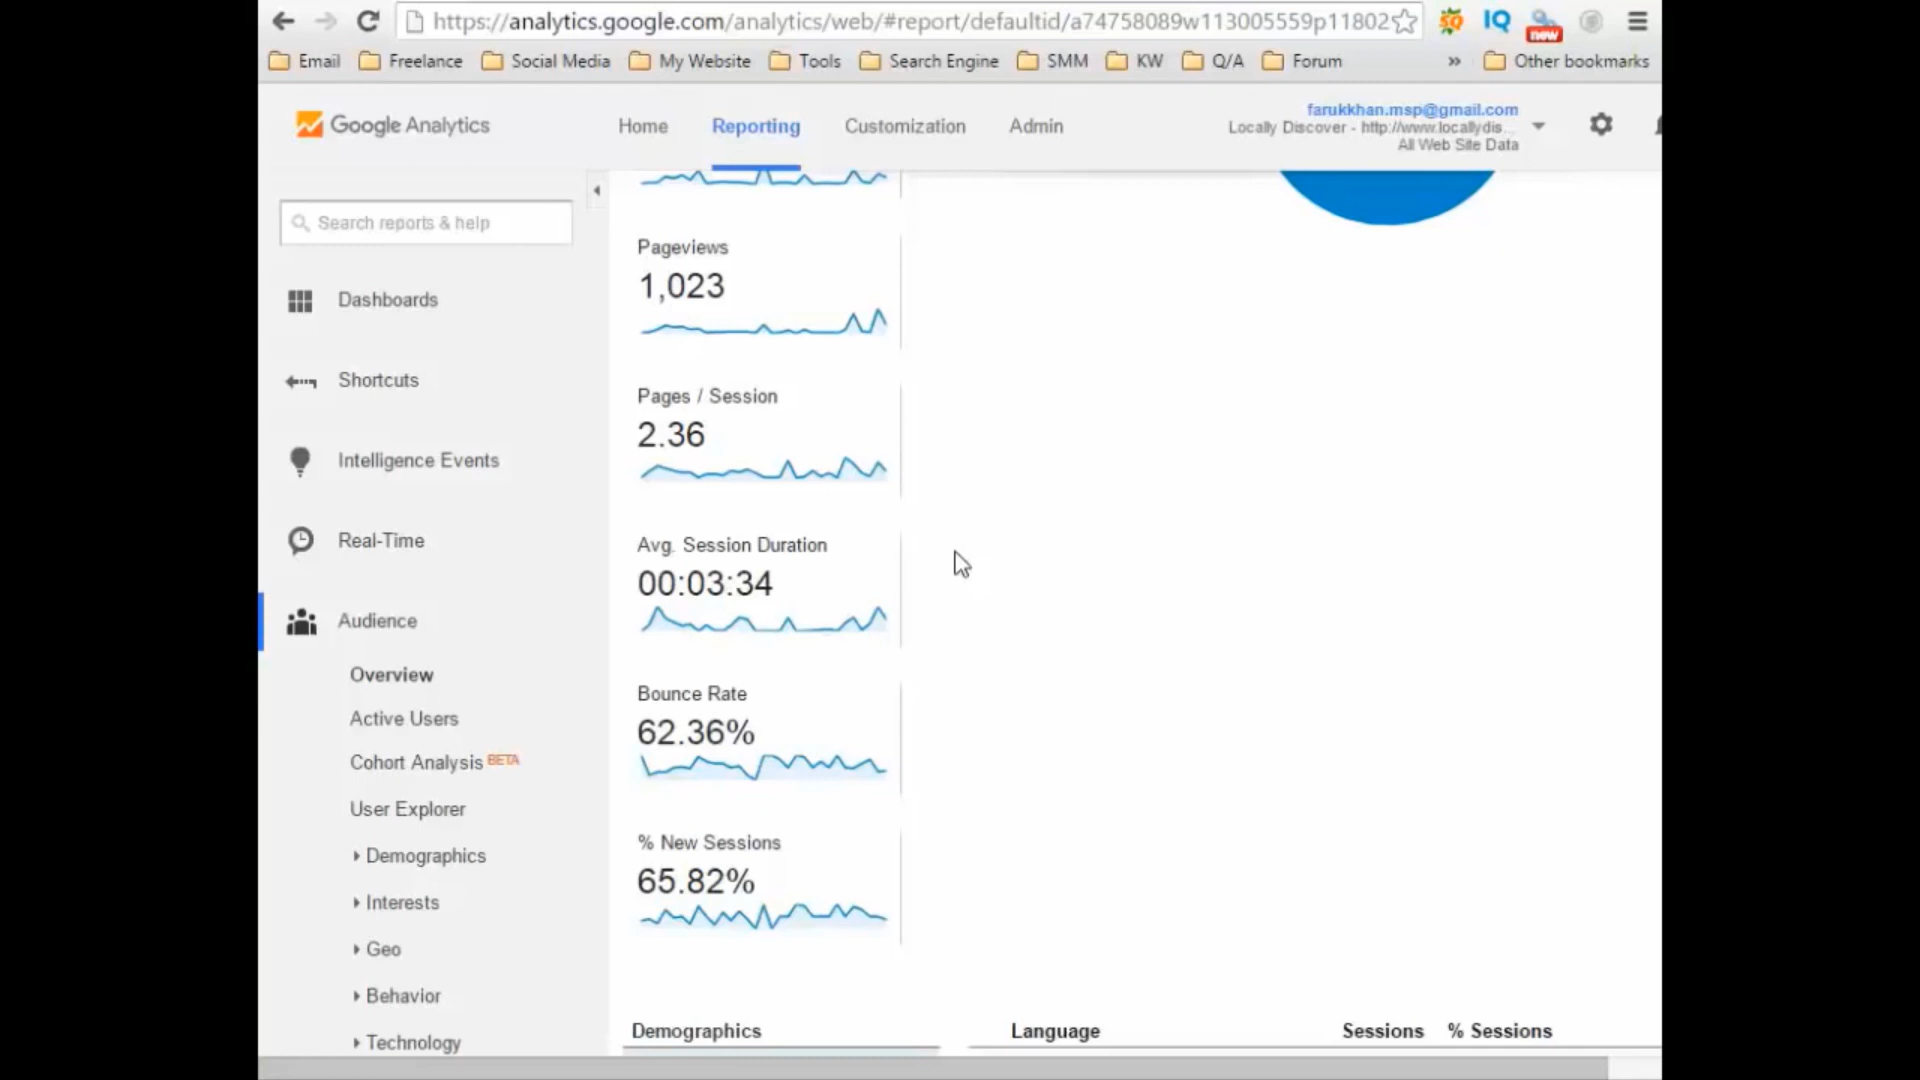 https://analytics.google.com/analytics/web/#report/defaultid/a74758089w113005559p11802
SQ
IQ
new
Email
Freelance
Social Media
My Website
Tools
Search Engine
SMM
KW
Q/A
Forum
»
Other bookmarks
Google Analytics
Home
Reporting
Customization
Admin
farukkhan.msp@gmail.com
Locally Discover - http://www.locallydis...
All Web Site Data
Search reports & help
Dashboards
Shortcuts
Intelligence Events
Real-Time
Audience
Overview
Active Users
Cohort Analysis BETA
User Explorer
Demographics
Interests
Geo
Behavior
Technology
Pageviews
1,023
Pages / Session
2.36
Avg. Session Duration
00:03:34
Bounce Rate
62.36%
% New Sessions
65.82%
Demographics
Language
Sessions
% Sessions